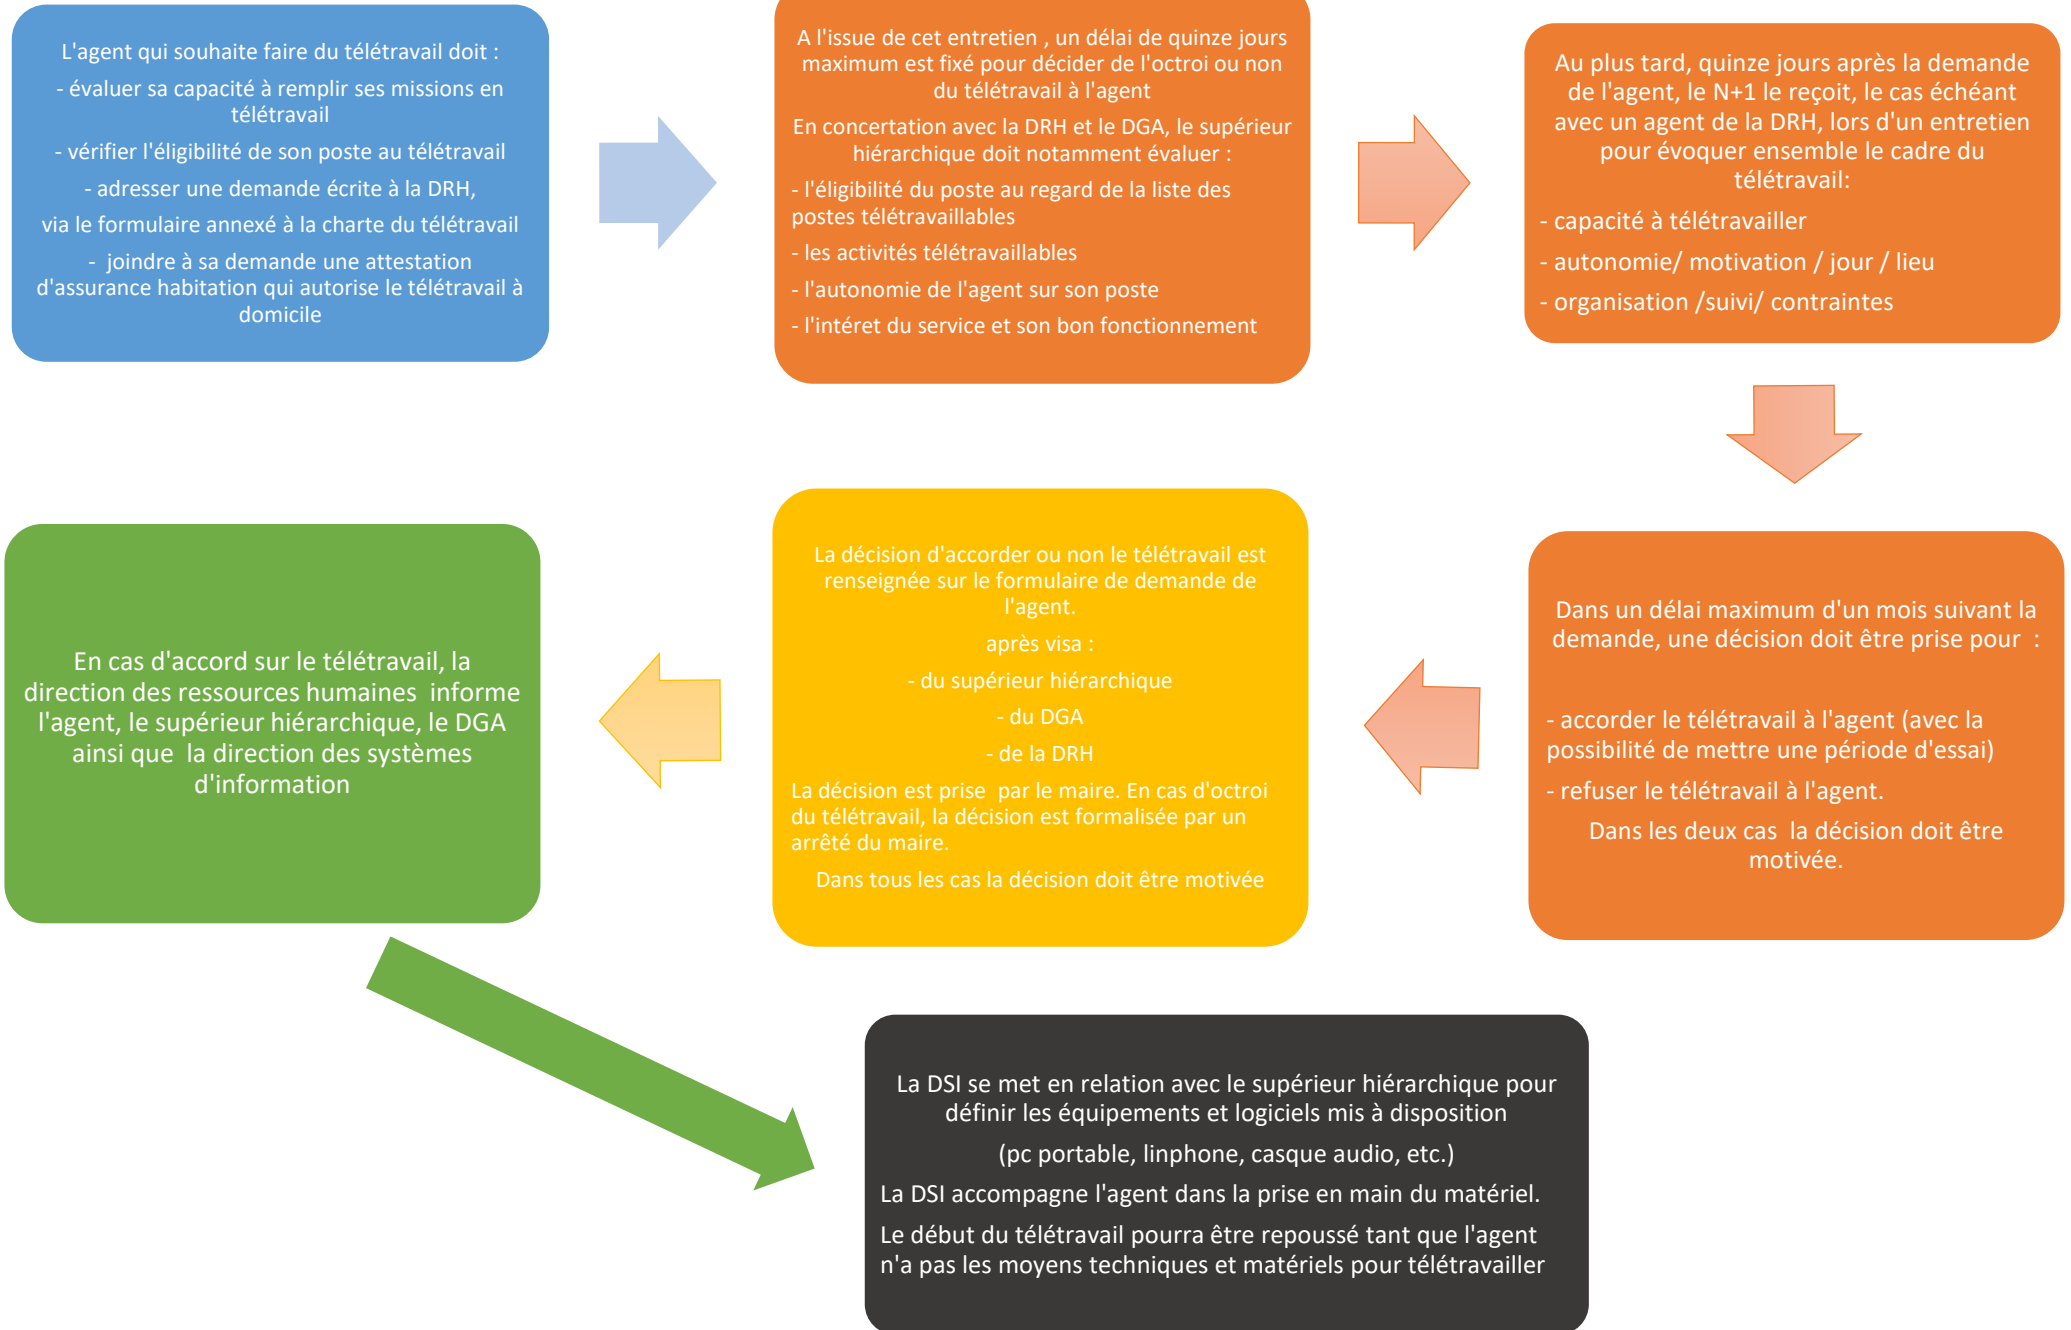 L'agent qui souhaite faire du télétravail doit :
- évaluer sa capacité à remplir ses missions en
télétravail
- vérifier l'éligibilité de son poste au télétravail
- adresser une demande écrite à la DRH,
via le formulaire annexé à la charte du télétravail
- joindre à sa demande une attestation
d'assurance habitation qui autorise le télétravail à
domicile
A l'issue de cet entretien , un délai de quinze jours
maximum est fixé pour décider de l'octroi ou non
du télétravail à l'agent
En concertation avec la DRH et le DGA, le supérieur
hiérarchique doit notamment évaluer :
- l'éligibilité du poste au regard de la liste des
postes télétravaillables
- les activités télétravaillables
- l'autonomie de l'agent sur son poste
- l'intéret du service et son bon fonctionnement
Au plus tard, quinze jours après la demande
de l'agent, le N+1 le reçoit, le cas échéant
avec un agent de la DRH, lors d'un entretien
pour évoquer ensemble le cadre du
télétravail:
- capacité à télétravailler
- autonomie/ motivation / jour / lieu
- organisation /suivi/ contraintes
Dans un délai maximum d'un mois suivant la
demande, une décision doit être prise pour :
- accorder le télétravail à l'agent (avec la
possibilité de mettre une période d'essai)
- refuser le télétravail à l'agent.
Dans les deux cas la décision doit être
motivée.
La décision d'accorder ou non le télétravail est
renseignée sur le formulaire de demande de
l'agent.
après visa :
- du supérieur hiérarchique
- du DGA
- de la DRH
La décision est prise par le maire. En cas d'octroi
du télétravail, la décision est formalisée par un
arrêté du maire.
Dans tous les cas la décision doit être motivée
En cas d'accord sur le télétravail, la
direction des ressources humaines informe
l'agent, le supérieur hiérarchique, le DGA
ainsi que la direction des systèmes
d'information
La DSI se met en relation avec le supérieur hiérarchique pour
définir les équipements et logiciels mis à disposition
(pc portable, linphone, casque audio, etc.)
La DSI accompagne l'agent dans la prise en main du matériel.
Le début du télétravail pourra être repoussé tant que l'agent
n'a pas les moyens techniques et matériels pour télétravailler